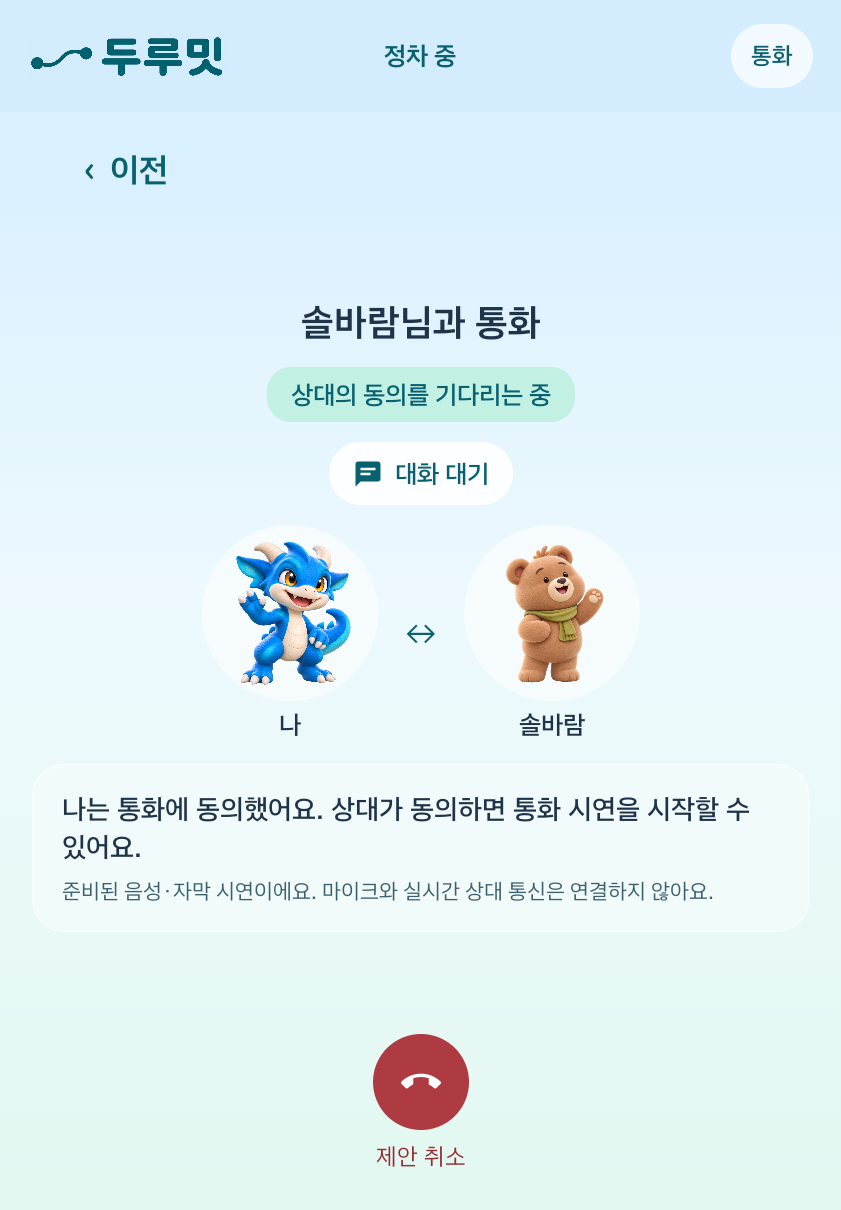 두루밋
정차 중
통화
‹ 이전
솔바람님과 통화
상대의 동의를 기다리는 중
대화 대기
나
솔바람
나는 통화에 동의했어요. 상대가 동의하면 통화 시연을 시작할 수
있어요.
준비된 음성·자막 시연이에요. 마이크와 실시간 상대 통신은 연결하지 않아요.
제안 취소